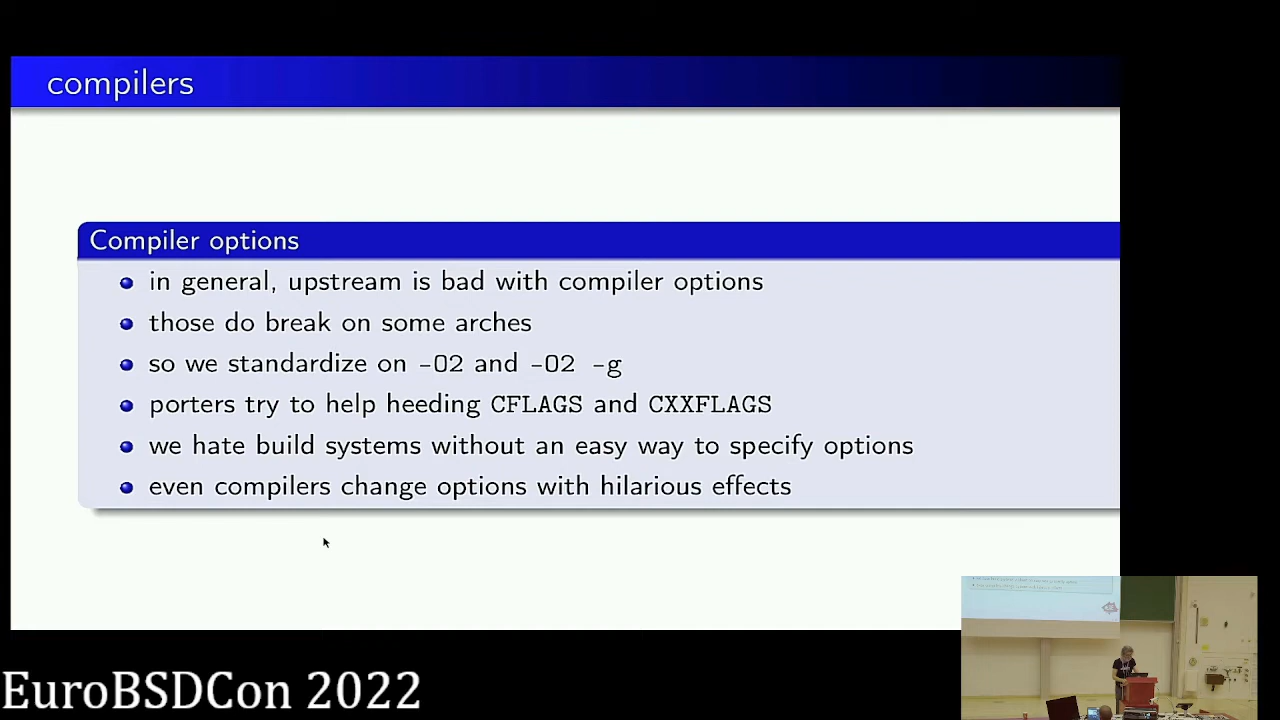 compilers
Compiler options
in general, upstream is bad with compiler options
those do break on some arches
so we standardize on -O2 and -O2 -g
porters try to help heeding CFLAGS and CXXFLAGS
we hate build systems without an easy way to specify options
even compilers change options with hilarious effects
EuroBSDCon 2022